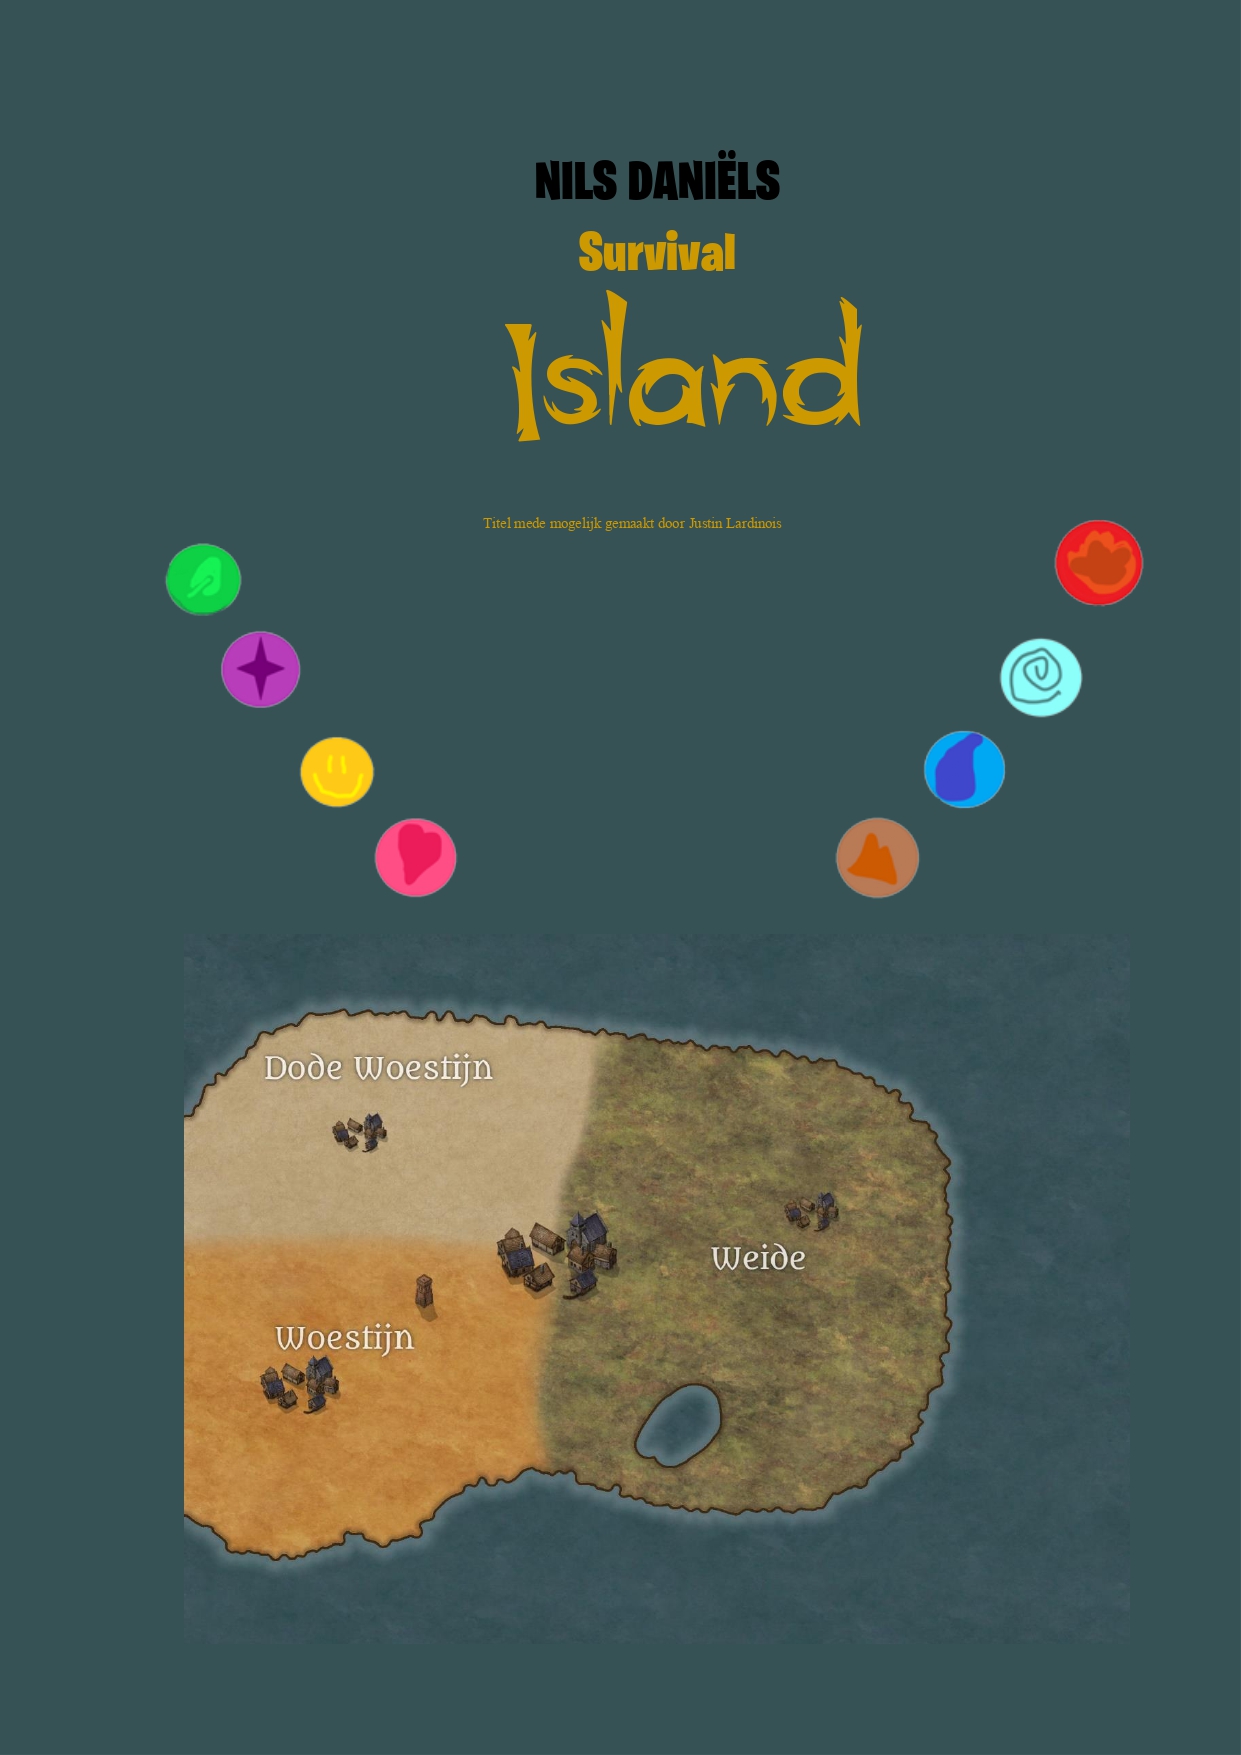 NILS DANIËLS
Survival
Island
Titel mede mogelijk gemaakt door Justin Lardinois
Dode Woestijn
Weide
Woestijn